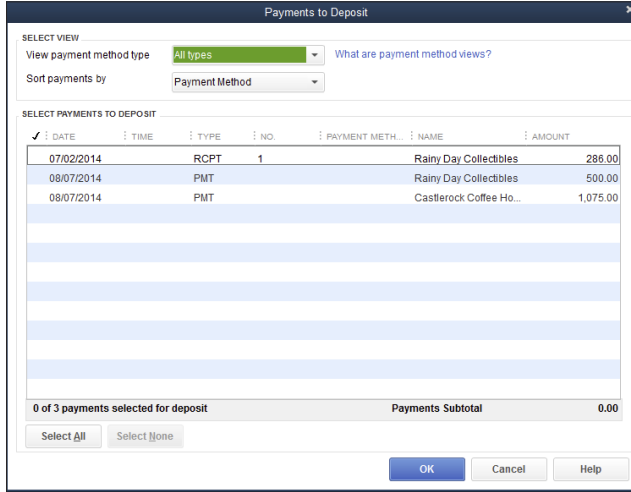 Payments to Deposit
SELECT VIEW
View payment method type All types What are payment method views?
Sort payments by Payment Method
SELECT PAYMENTS TO DEPOSIT
✓ DATE TIME TYPE NO. PAYMENT METH... NAME AMOUNT
07/02/2014 RCPT 1 Rainy Day Collectibles 286.00
08/07/2014 PMT Rainy Day Collectibles 500.00
08/07/2014 PMT Castlerock Coffee Ho... 1,075.00
0 of 3 payments selected for deposit Payments Subtotal 0.00
Select All Select None
OK Cancel Help